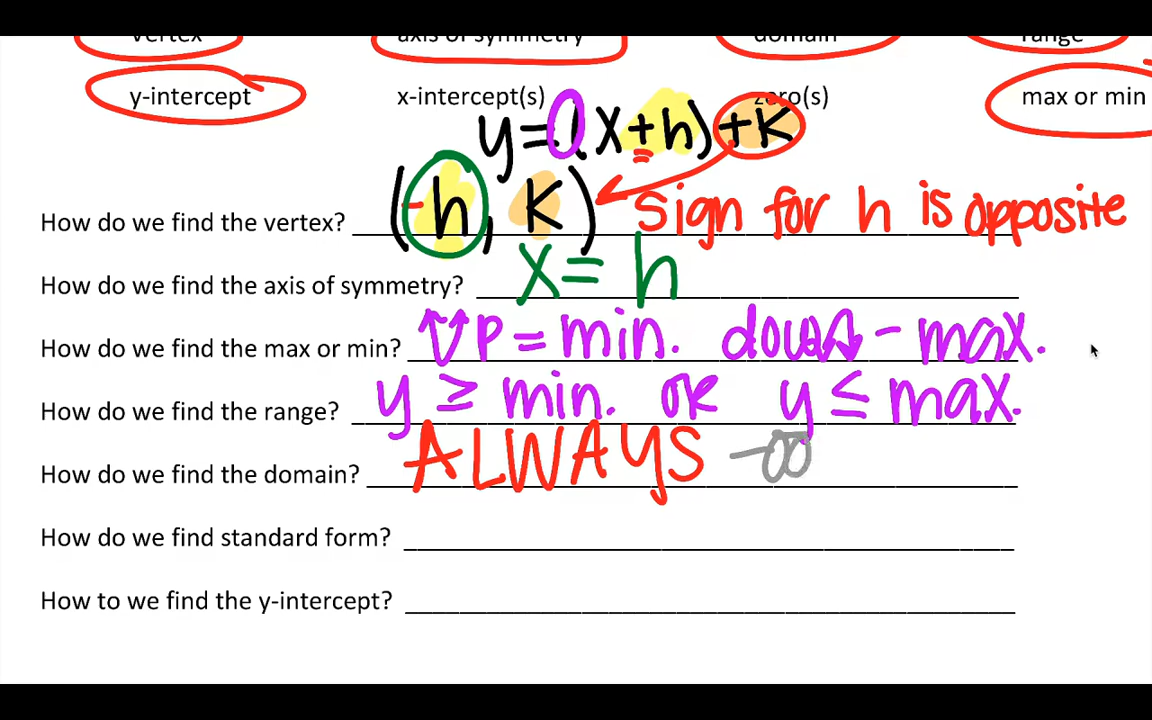 vertex axis of symmetry domain range
y-intercept x-intercept(s) zero(s) max or min
y = (x + h) + K
How do we find the vertex? (-h, K) Sign for h is opposite
How do we find the axis of symmetry? x = h
How do we find the max or min? UP = min. down - max.
How do we find the range? y ≥ min. or y ≤ max.
How do we find the domain? ALWAYS -∞
How do we find standard form?
How to we find the y-intercept?